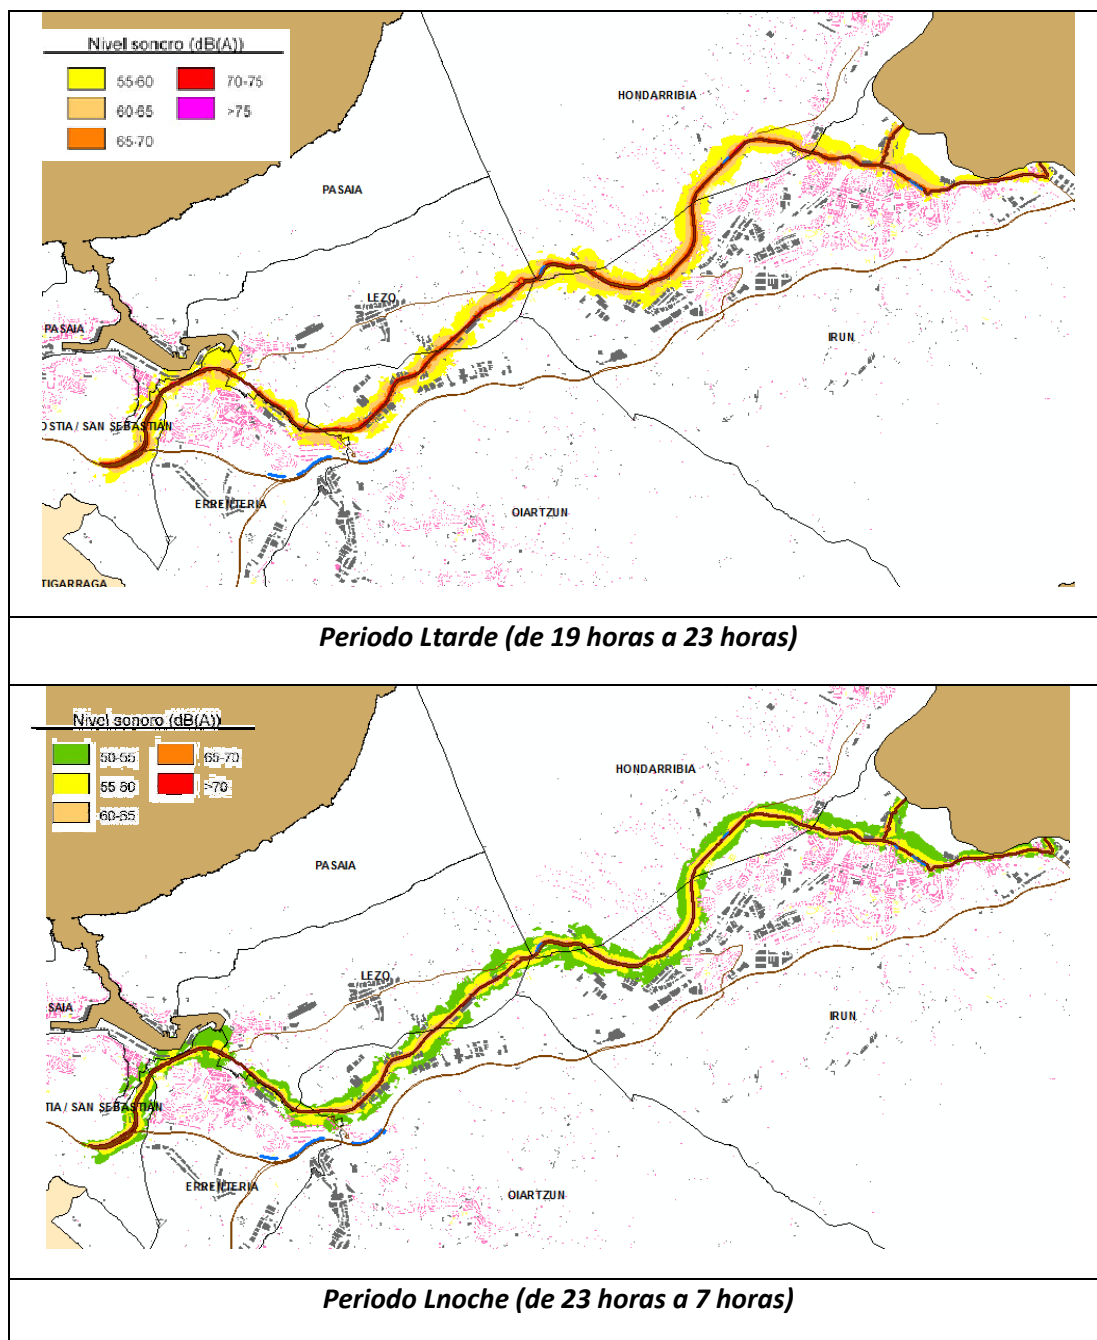 Nivel sonoro (dB(A))
55-60
70-75
60-65
>75
65-70
HONDARRIBIA
PASAIA
LEZO
PASAIA
IRUN
OSTIA / SAN SEBASTIÁN
ERRENTERIA
OIARTZUN
TIGARRAGA
Periodo Ltarde (de 19 horas a 23 horas)
Nivel sonoro (dB(A))
50-55
65-70
55-60
>70
60-65
HONDARRIBIA
PASAIA
LEZO
SAIA
IRUN
TIA / SAN SEBASTIÁN
ERRENTERIA
OIARTZUN
Periodo Lnoche (de 23 horas a 7 horas)